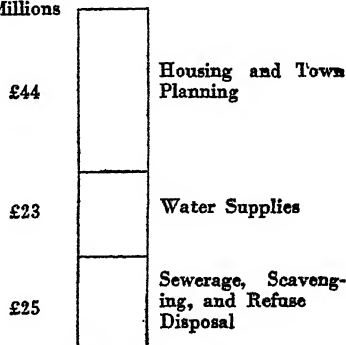 Millions
£44 Housing and Town
Planning
£23 Water Supplies
£25 Sewerage, Scaveng-
ing, and Refuse
Disposal